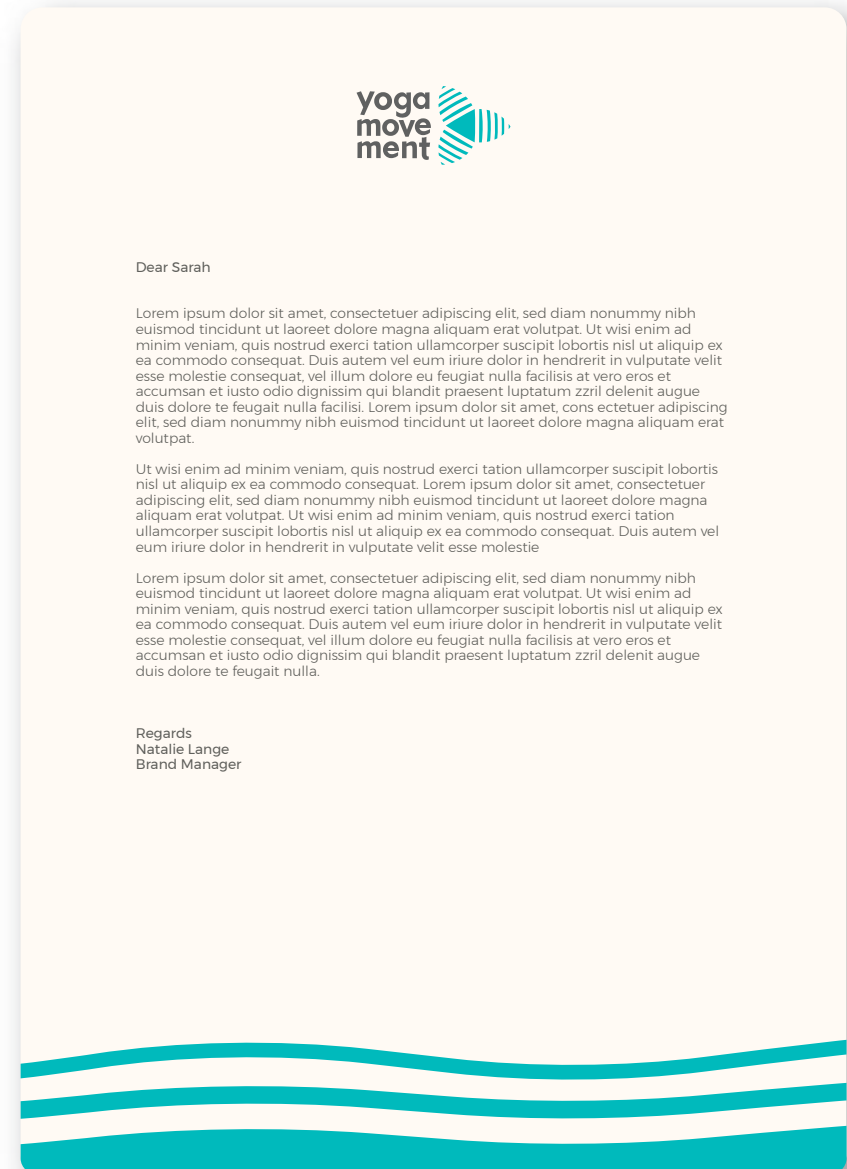 yoga
move
ment
Dear Sarah
Lorem ipsum dolor sit amet, consectetuer adipiscing elit, sed diam nonummy nibh
euismod tincidunt ut laoreet dolore magna aliquam erat volutpat. Ut wisi enim ad
minim veniam, quis nostrud exerci tation ullamcorper suscipit lobortis nisl ut aliquip ex
ea commodo consequat. Duis autem vel eum iriure dolor in hendrerit in vulputate velit
esse molestie consequat, vel illum dolore eu feugiat nulla facilisis at vero eros et
accumsan et iusto odio dignissim qui blandit praesent luptatum zzril delenit augue
duis dolore te feugait nulla facilisi. Lorem ipsum dolor sit amet, cons ectetuer adipiscing
elit, sed diam nonummy nibh euismod tincidunt ut laoreet dolore magna aliquam erat
volutpat.
Ut wisi enim ad minim veniam, quis nostrud exerci tation ullamcorper suscipit lobortis
nisl ut aliquip ex ea commodo consequat. Lorem ipsum dolor sit amet, consectetuer
adipiscing elit, sed diam nonummy nibh euismod tincidunt ut laoreet dolore magna
aliquam erat volutpat. Ut wisi enim ad minim veniam, quis nostrud exerci tation
ullamcorper suscipit lobortis nisl ut aliquip ex ea commodo consequat. Duis autem vel
eum iriure dolor in hendrerit in vulputate velit esse molestie
Lorem ipsum dolor sit amet, consectetuer adipiscing elit, sed diam nonummy nibh
euismod tincidunt ut laoreet dolore magna aliquam erat volutpat. Ut wisi enim ad
minim veniam, quis nostrud exerci tation ullamcorper suscipit lobortis nisl ut aliquip ex
ea commodo consequat. Duis autem vel eum iriure dolor in hendrerit in vulputate velit
esse molestie consequat, vel illum dolore eu feugiat nulla facilisis at vero eros et
accumsan et iusto odio dignissim qui blandit praesent luptatum zzril delenit augue
duis dolore te feugait nulla.
Regards
Natalie Lange
Brand Manager